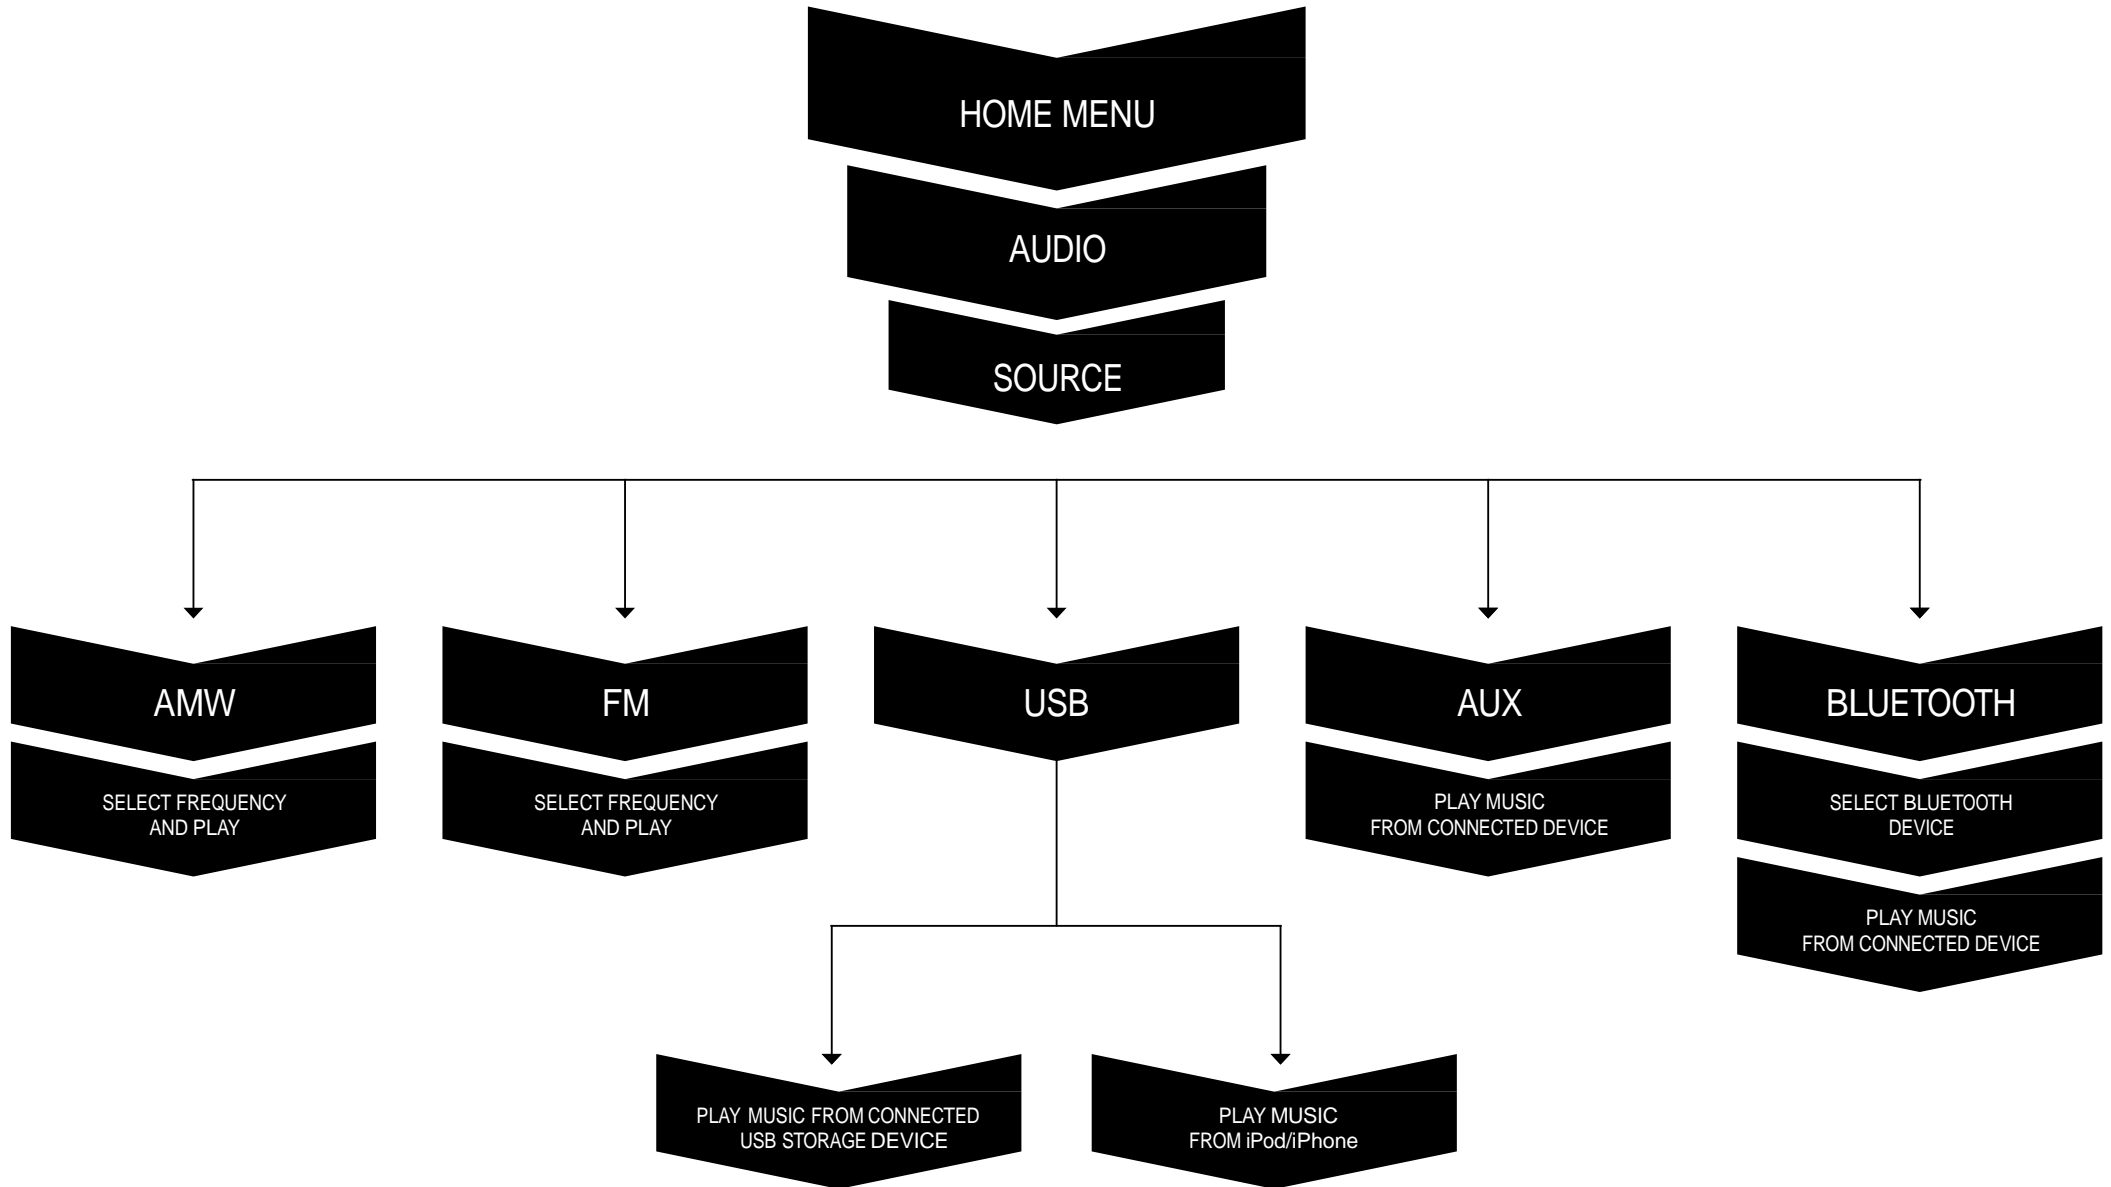 HOME MENU
AUDIO
SOURCE
AMW
SELECT FREQUENCY
AND PLAY
FM
SELECT FREQUENCY
AND PLAY
USB
AUX
PLAY MUSIC
FROM CONNECTED DEVICE
BLUETOOTH
SELECT BLUETOOTH
DEVICE
PLAY MUSIC
FROM CONNECTED DEVICE
PLAY MUSIC FROM CONNECTED
USB STORAGE DEVICE
PLAY MUSIC
FROM iPod/iPhone